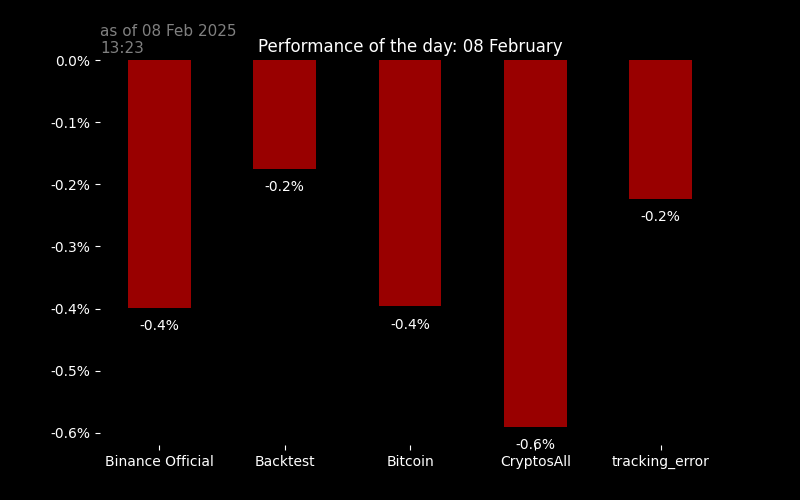 as of 08 Feb 2025
13:23
Performance of the day: 08 February
0.0%
-0.1%
-0.2%
-0.3%
-0.4%
-0.5%
-0.6%
-0.4%
-0.2%
-0.4%
-0.6%
-0.2%
Binance Official
Backtest
Bitcoin
CryptosAll
tracking_error